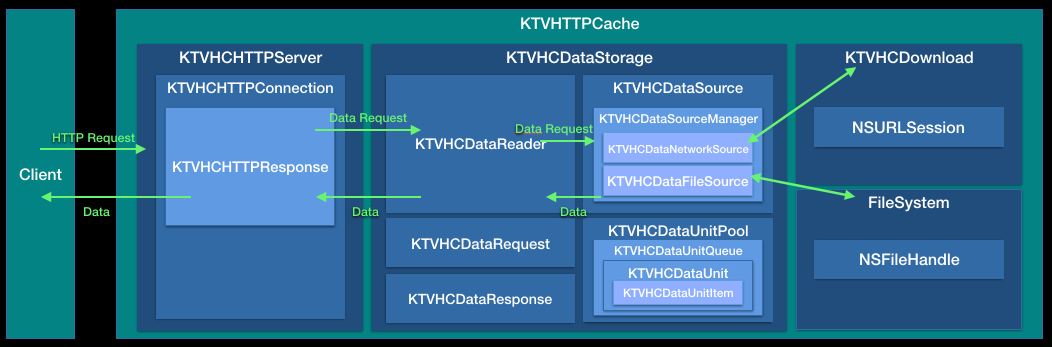 KTVHTTPCache
KTVHCHTTPServer
KTVHCDataStorage
KTVHCDownload
KTVHCHTTPConnection
KTVHCDataSource
KTVHCDataSourceManager
HTTP Request
Data Request
Data Request
NSURLSession
KTVHCDataReader
KTVHCDataNetworkSource
Client
KTVHCHTTPResponse
KTVHCDataFileSource
FileSystem
Data
Data
Data
KTVHCDataUnitPool
KTVHCDataRequest
KTVHCDataUnitQueue
NSFileHandle
KTVHCDataUnit
KTVHCDataUnitItem
KTVHCDataResponse